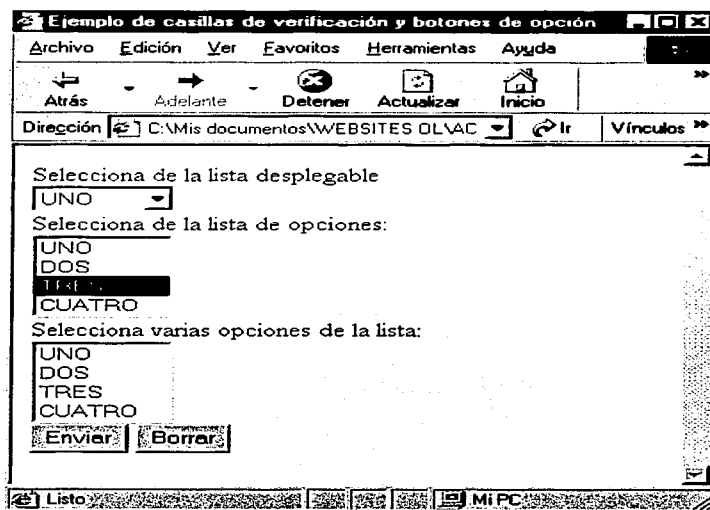 Ejemplo de casillas de verificación y botones de opción
Archivo Edición Ver Favoritos Herramientas Ayuda
Atrás Adelante Detener Actualizar Inicio »
Dirección C:\Mis documentos\WEBSITES OL\AC Ir Vínculos »
Selecciona de la lista desplegable
UNO
Selecciona de la lista de opciones:
UNO
DOS
TRES
CUATRO
Selecciona varias opciones de la lista:
UNO
DOS
TRES
CUATRO
Enviar Borrar
Listo Mi PC